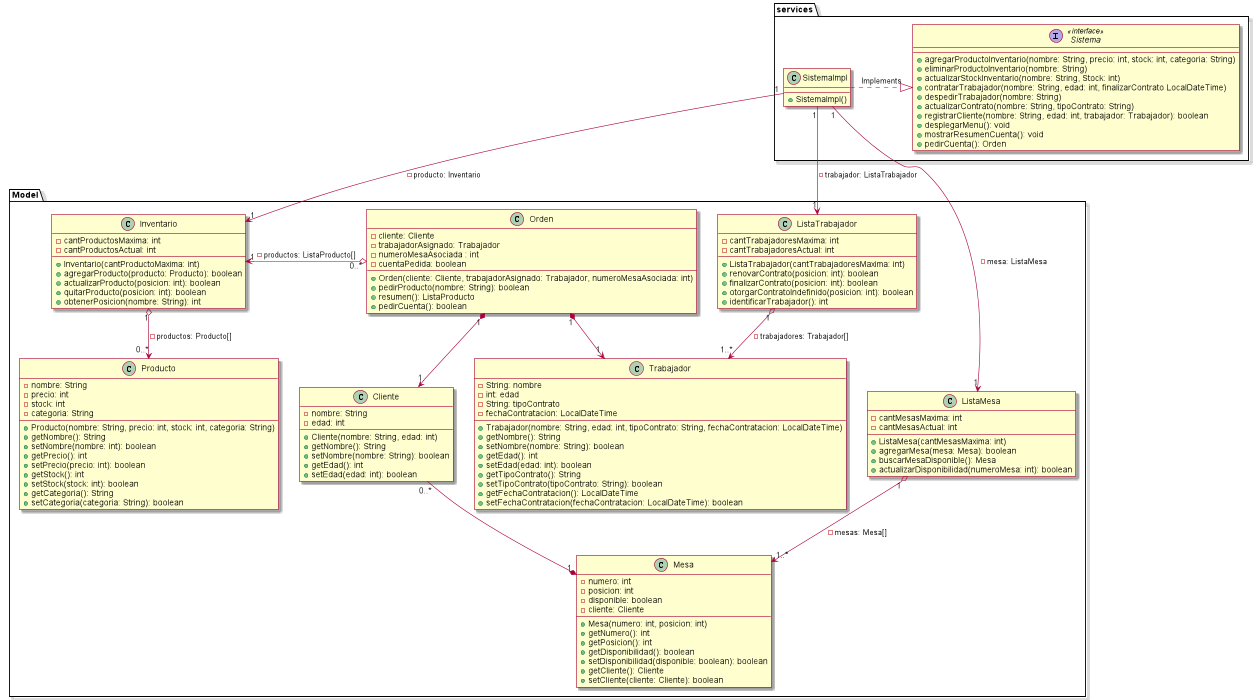 services
«interface»
Sistema
agregarProductoInventario(nombre: String, precio: int, stock: int, categoria: String)
eliminarProductoInventario(nombre: String)
actualizarStockInventario(nombre: String, Stock: int)
contratarTrabajador(nombre: String, edad: int, finalizarContrato LocalDateTime)
despedirTrabajador(nombre: String)
actualizarContrato(nombre: String, tipoContrato: String)
registrarCliente(nombre: String, edad: int, trabajador: Trabajador): boolean
desplegarMenu(): void
mostrarResumenCuenta(): void
pedirCuenta(): Orden
SistemaImpl
SistemaImpl()
Implements
1
1
1
producto: Inventario
trabajador: ListaTrabajador
mesa: ListaMesa
Model
1
1
Inventario
cantProductosMaxima: int
cantProductosActual: int
Inventario(cantProductoMaxima: int)
agregarProducto(producto: Producto): boolean
actualizarProducto(posicion: int): boolean
quitarProducto(posicion: int): boolean
obtenerPosicion(nombre: String): int
1
productos: ListaProducto[]
0..*
Orden
cliente: Cliente
trabajadorAsignado: Trabajador
numeroMesaAsociada : int
cuentaPedida: boolean
Orden(cliente: Cliente, trabajadorAsignado: Trabajador, numeroMesaAsociada: int)
pedirProducto(nombre: String): boolean
resumen(): ListaProducto
pedirCuenta(): boolean
ListaTrabajador
cantTrabajadoresMaxima: int
cantTrabajadoresActual: int
ListaTrabajador(cantTrabajadoresMaxima: int)
renovarContrato(posicion: int): boolean
finalizarContrato(posicion: int): boolean
otorgarContratoIndefinido(posicion: int): boolean
identificarTrabajador(): int
1
productos: Producto[]
0..*
1
1
1
1
1
trabajadores: Trabajador[]
1..*
1
Producto
nombre: String
precio: int
stock: int
categoria: String
Producto(nombre: String, precio: int, stock: int, categoria: String)
getNombre(): String
setNombre(nombre: int): boolean
getPrecio(): int
setPrecio(precio: int): boolean
getStock(): int
setStock(stock: int): boolean
getCategoria(): String
setCategoria(categoria: String): boolean
Cliente
nombre: String
edad: int
Cliente(nombre: String, edad: int)
getNombre(): String
setNombre(nombre: String): boolean
getEdad(): int
setEdad(edad: int): boolean
Trabajador
String: nombre
int: edad
String: tipoContrato
fechaContratacion: LocalDateTime
Trabajador(nombre: String, edad: int, tipoContrato: String, fechaContratacion: LocalDateTime)
getNombre(): String
setNombre(nombre: String): boolean
getEdad(): int
setEdad(edad: int): boolean
getTipoContrato(): String
setTipoContrato(tipoContrato: String): boolean
getFechaContratacion(): LocalDateTime
setFechaContratacion(fechaContratacion: LocalDateTime): boolean
ListaMesa
cantMesasMaxima: int
cantMesasActual: int
ListaMesa(cantMesasMaxima: int)
agregarMesa(mesa: Mesa): boolean
buscarMesaDisponible(): Mesa
actualizarDisponibilidad(numeroMesa: int): boolean
0..*
1
1
mesas: Mesa[]
1..*
Mesa
numero: int
posicion: int
disponible: boolean
cliente: Cliente
Mesa(numero: int, posicion: int)
getNumero(): int
getPosicion(): int
getDisponibilidad(): boolean
setDisponibilidad(disponible: boolean): boolean
getCliente(): Cliente
setCliente(cliente: Cliente): boolean